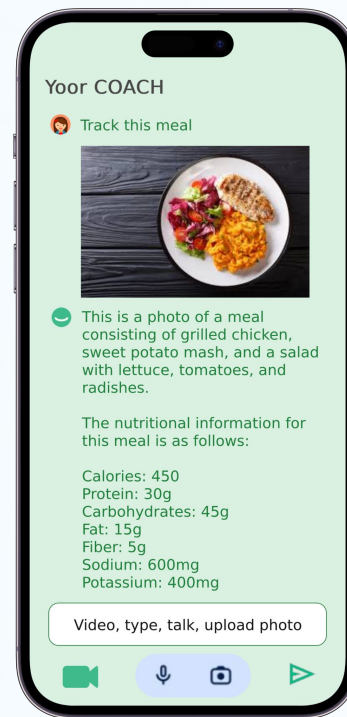 Yoor COACH
Track this meal
This is a photo of a meal
consisting of grilled chicken,
sweet potato mash, and a salad
with lettuce, tomatoes, and
radishes.
The nutritional information for
this meal is as follows:
Calories: 450
Protein: 30g
Carbohydrates: 45g
Fat: 15g
Fiber: 5g
Sodium: 600mg
Potassium: 400mg
Video, type, talk, upload photo